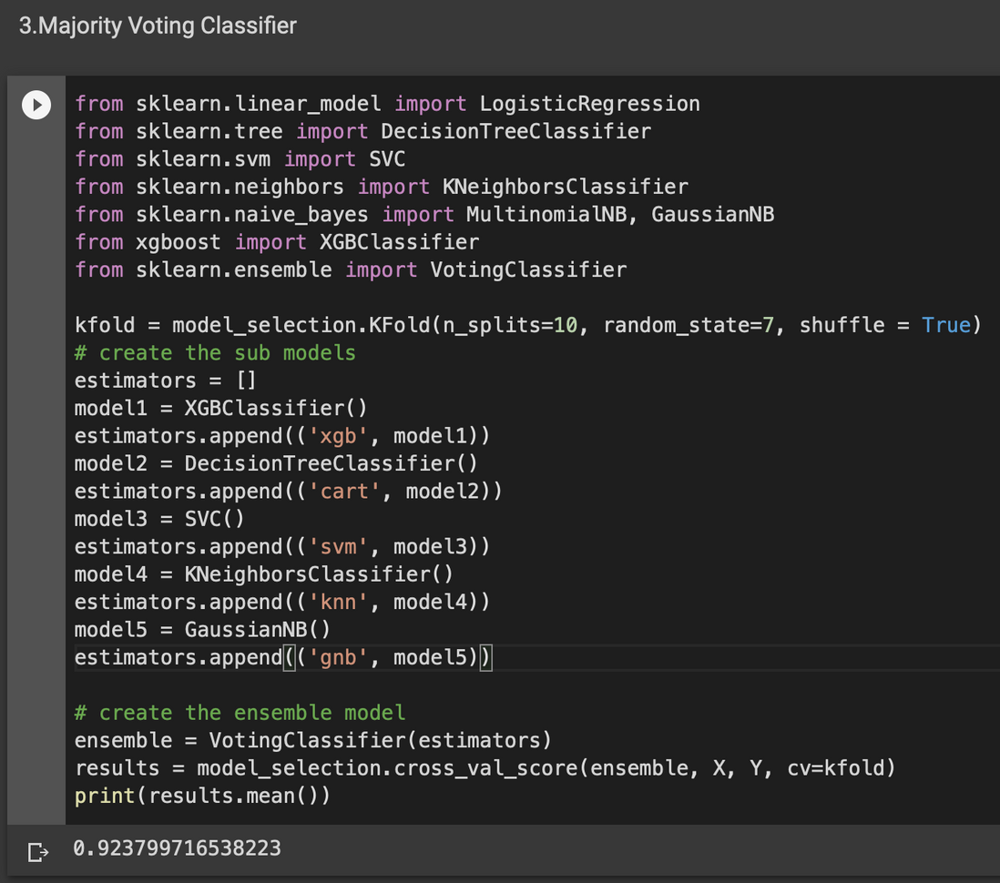 3.Majority Voting Classifier
from sklearn.linear_model import LogisticRegression
from sklearn.tree import DecisionTreeClassifier
from sklearn.svm import SVC
from sklearn.neighbors import KNeighborsClassifier
from sklearn.naive_bayes import MultinomialNB, GaussianNB
from xgboost import XGBClassifier
from sklearn.ensemble import VotingClassifier
kfold = model_selection.KFold(n_splits=10, random_state=7, shuffle = True)
# create the sub models
estimators = []
model1 = XGBClassifier()
estimators.append(('xgb', model1))
model2 = DecisionTreeClassifier()
estimators.append(('cart', model2))
model3 = SVC()
estimators.append(('svm', model3))
model4 = KNeighborsClassifier()
estimators.append(('knn', model4))
model5 = GaussianNB()
estimators.append(('gnb', model5))
# create the ensemble model
ensemble = VotingClassifier(estimators)
results = model_selection.cross_val_score(ensemble, X, Y, cv=kfold)
print(results.mean())
0.923799716538223